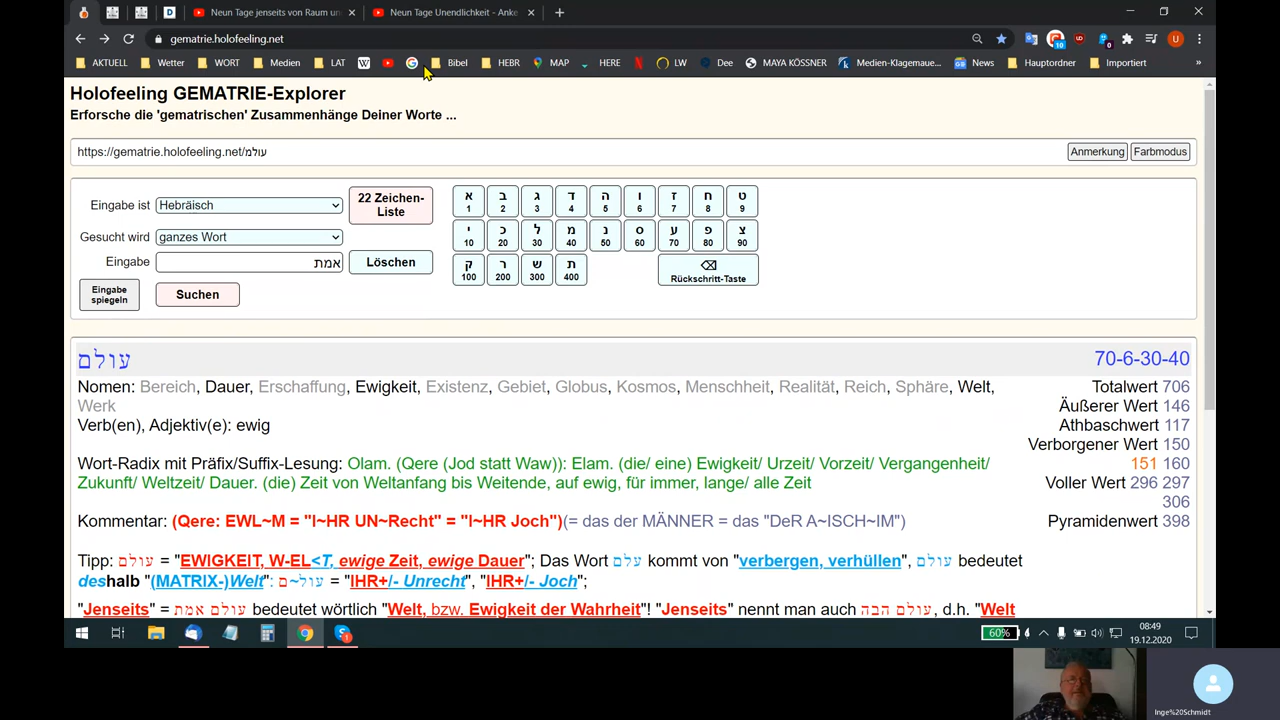 Neun Tage jenseits von Raum un
Neun Tage Unendlichkeit - Anke
gematrie.holofeeling.net
AKTUELL Wetter WORT Medien LAT Bibel HEBR MAP HERE LW Dee MAYA KÖSSNER Medien-Klagemaue... News Hauptordner Importiert »
Holofeeling GEMATRIE-Explorer
Erforsche die 'gematrischen' Zusammenhänge Deiner Worte ...
https://gematrie.holofeeling.net/עולמ Anmerkung Farbmodus
Eingabe ist Hebräisch
22 Zeichen-
Liste
Gesucht wird ganzes Wort
Eingabe אמת Löschen
Eingabe
spiegeln
Suchen
א ב ג ד ה ו ז ח ט
1 2 3 4 5 6 7 8 9
י כ ל מ נ ס ע פ צ
10 20 30 40 50 60 70 80 90
ק ר ש ת ⌫
100 200 300 400 Rückschritt-Taste
עולם 70-6-30-40
Nomen: Bereich, Dauer, Erschaffung, Ewigkeit, Existenz, Gebiet, Globus, Kosmos, Menschheit, Realität, Reich, Sphäre, Welt,
Werk
Verb(en), Adjektiv(e): ewig
Totalwert 706
Äußerer Wert 146
Athbaschwert 117
Verborgener Wert 150
151 160
Voller Wert 296 297
306
Pyramidenwert 398
Wort-Radix mit Präfix/Suffix-Lesung: Olam. (Qere (Jod statt Waw)): Elam. (die/ eine) Ewigkeit/ Urzeit/ Vorzeit/ Vergangenheit/
Zukunft/ Weltzeit/ Dauer. (die) Zeit von Weltanfang bis Weitende, auf ewig, für immer, lange/ alle Zeit
Kommentar: (Qere: EWL~M = "I~HR UN~Recht" = "I~HR Joch")(= das der MÄNNER = das "DeR A~ISCH~IM")
Tipp: עולם = "EWIGKEIT, W-EL<T, ewige Zeit, ewige Dauer"; Das Wort עלם kommt von "verbergen, verhüllen", עולם bedeutet
deshalb "(MATRIX-)Welt": עול~ם = "IHR+/- Unrecht", "IHR+/- Joch";
"Jenseits" = עולם אמת bedeutet wörtlich "Welt, bzw. Ewigkeit der Wahrheit"! "Jenseits" nennt man auch עולם הבה, d.h. "Welt
60%
08:49
19.12.2020
Inge%20Schmidt